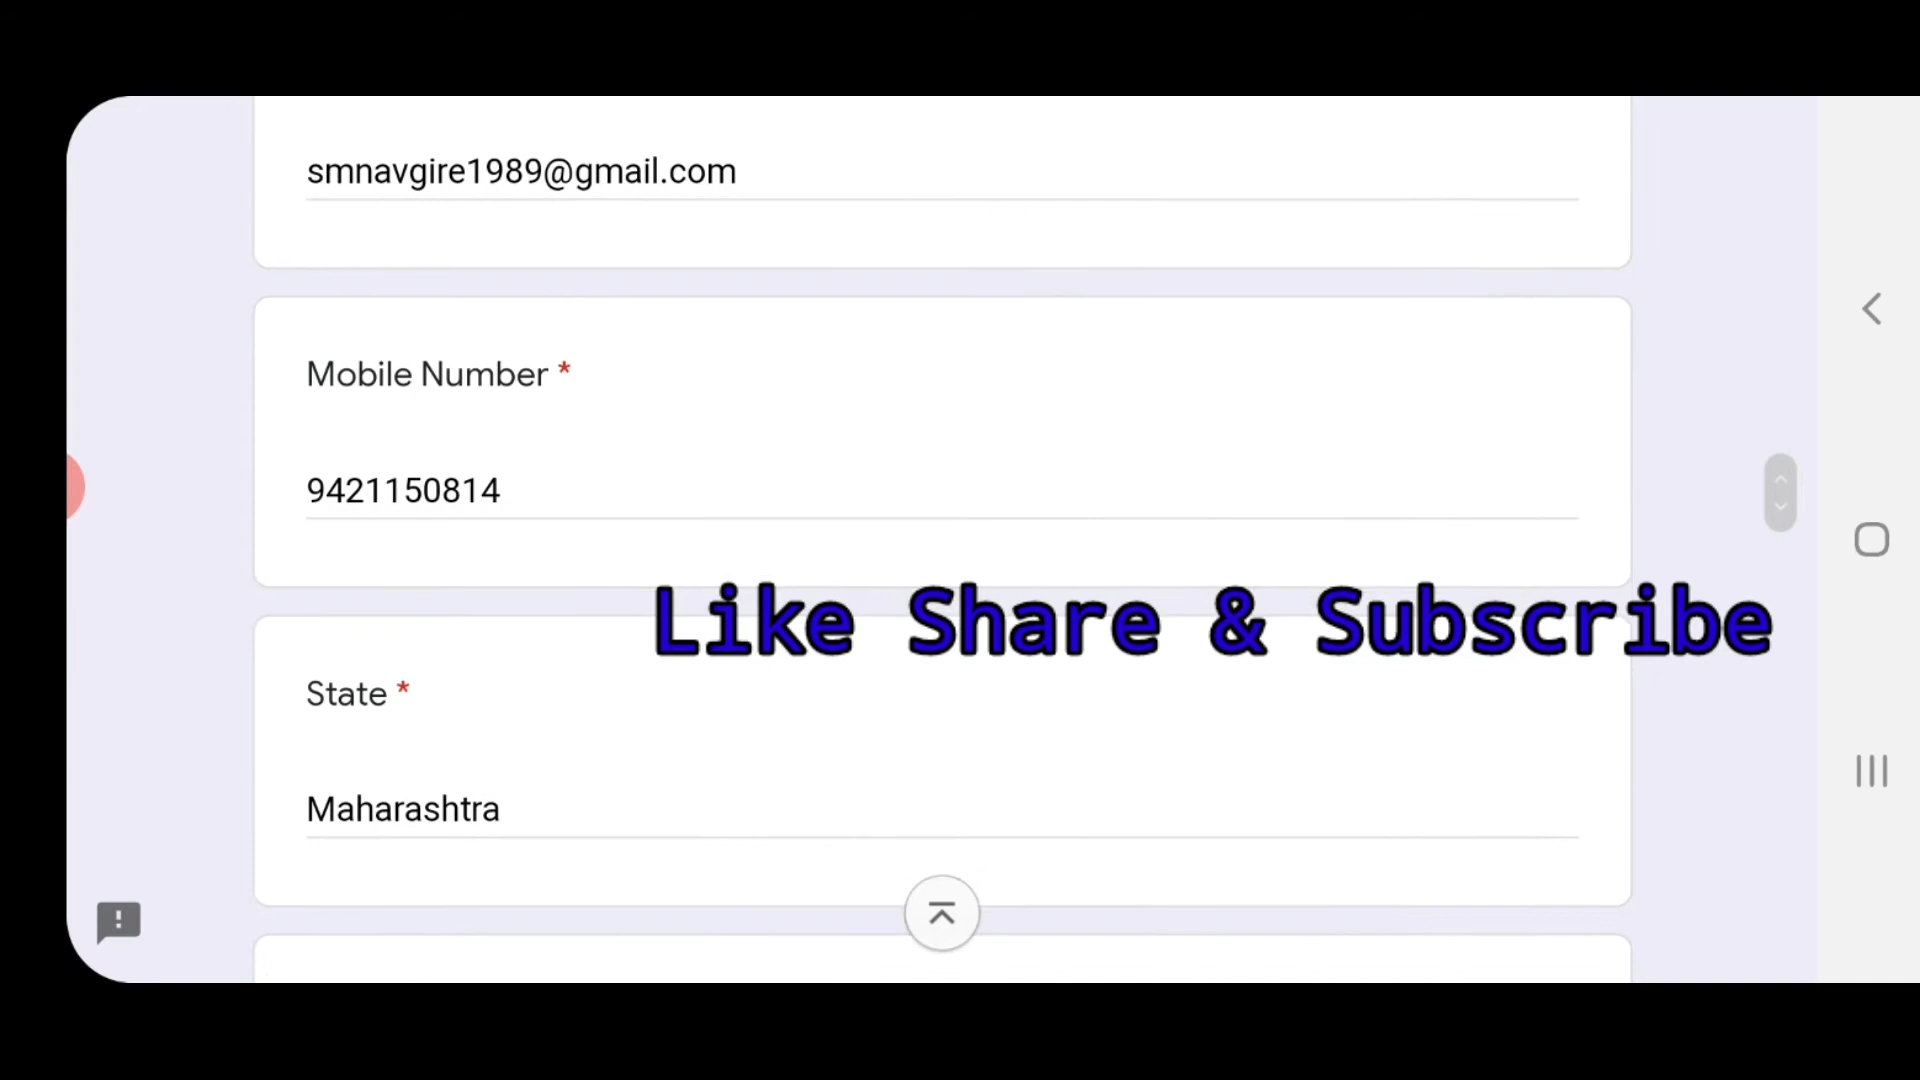 smnavgire1989@gmail.com
Mobile Number *
9421150814
Like Share & Subscribe
State *
Maharashtra